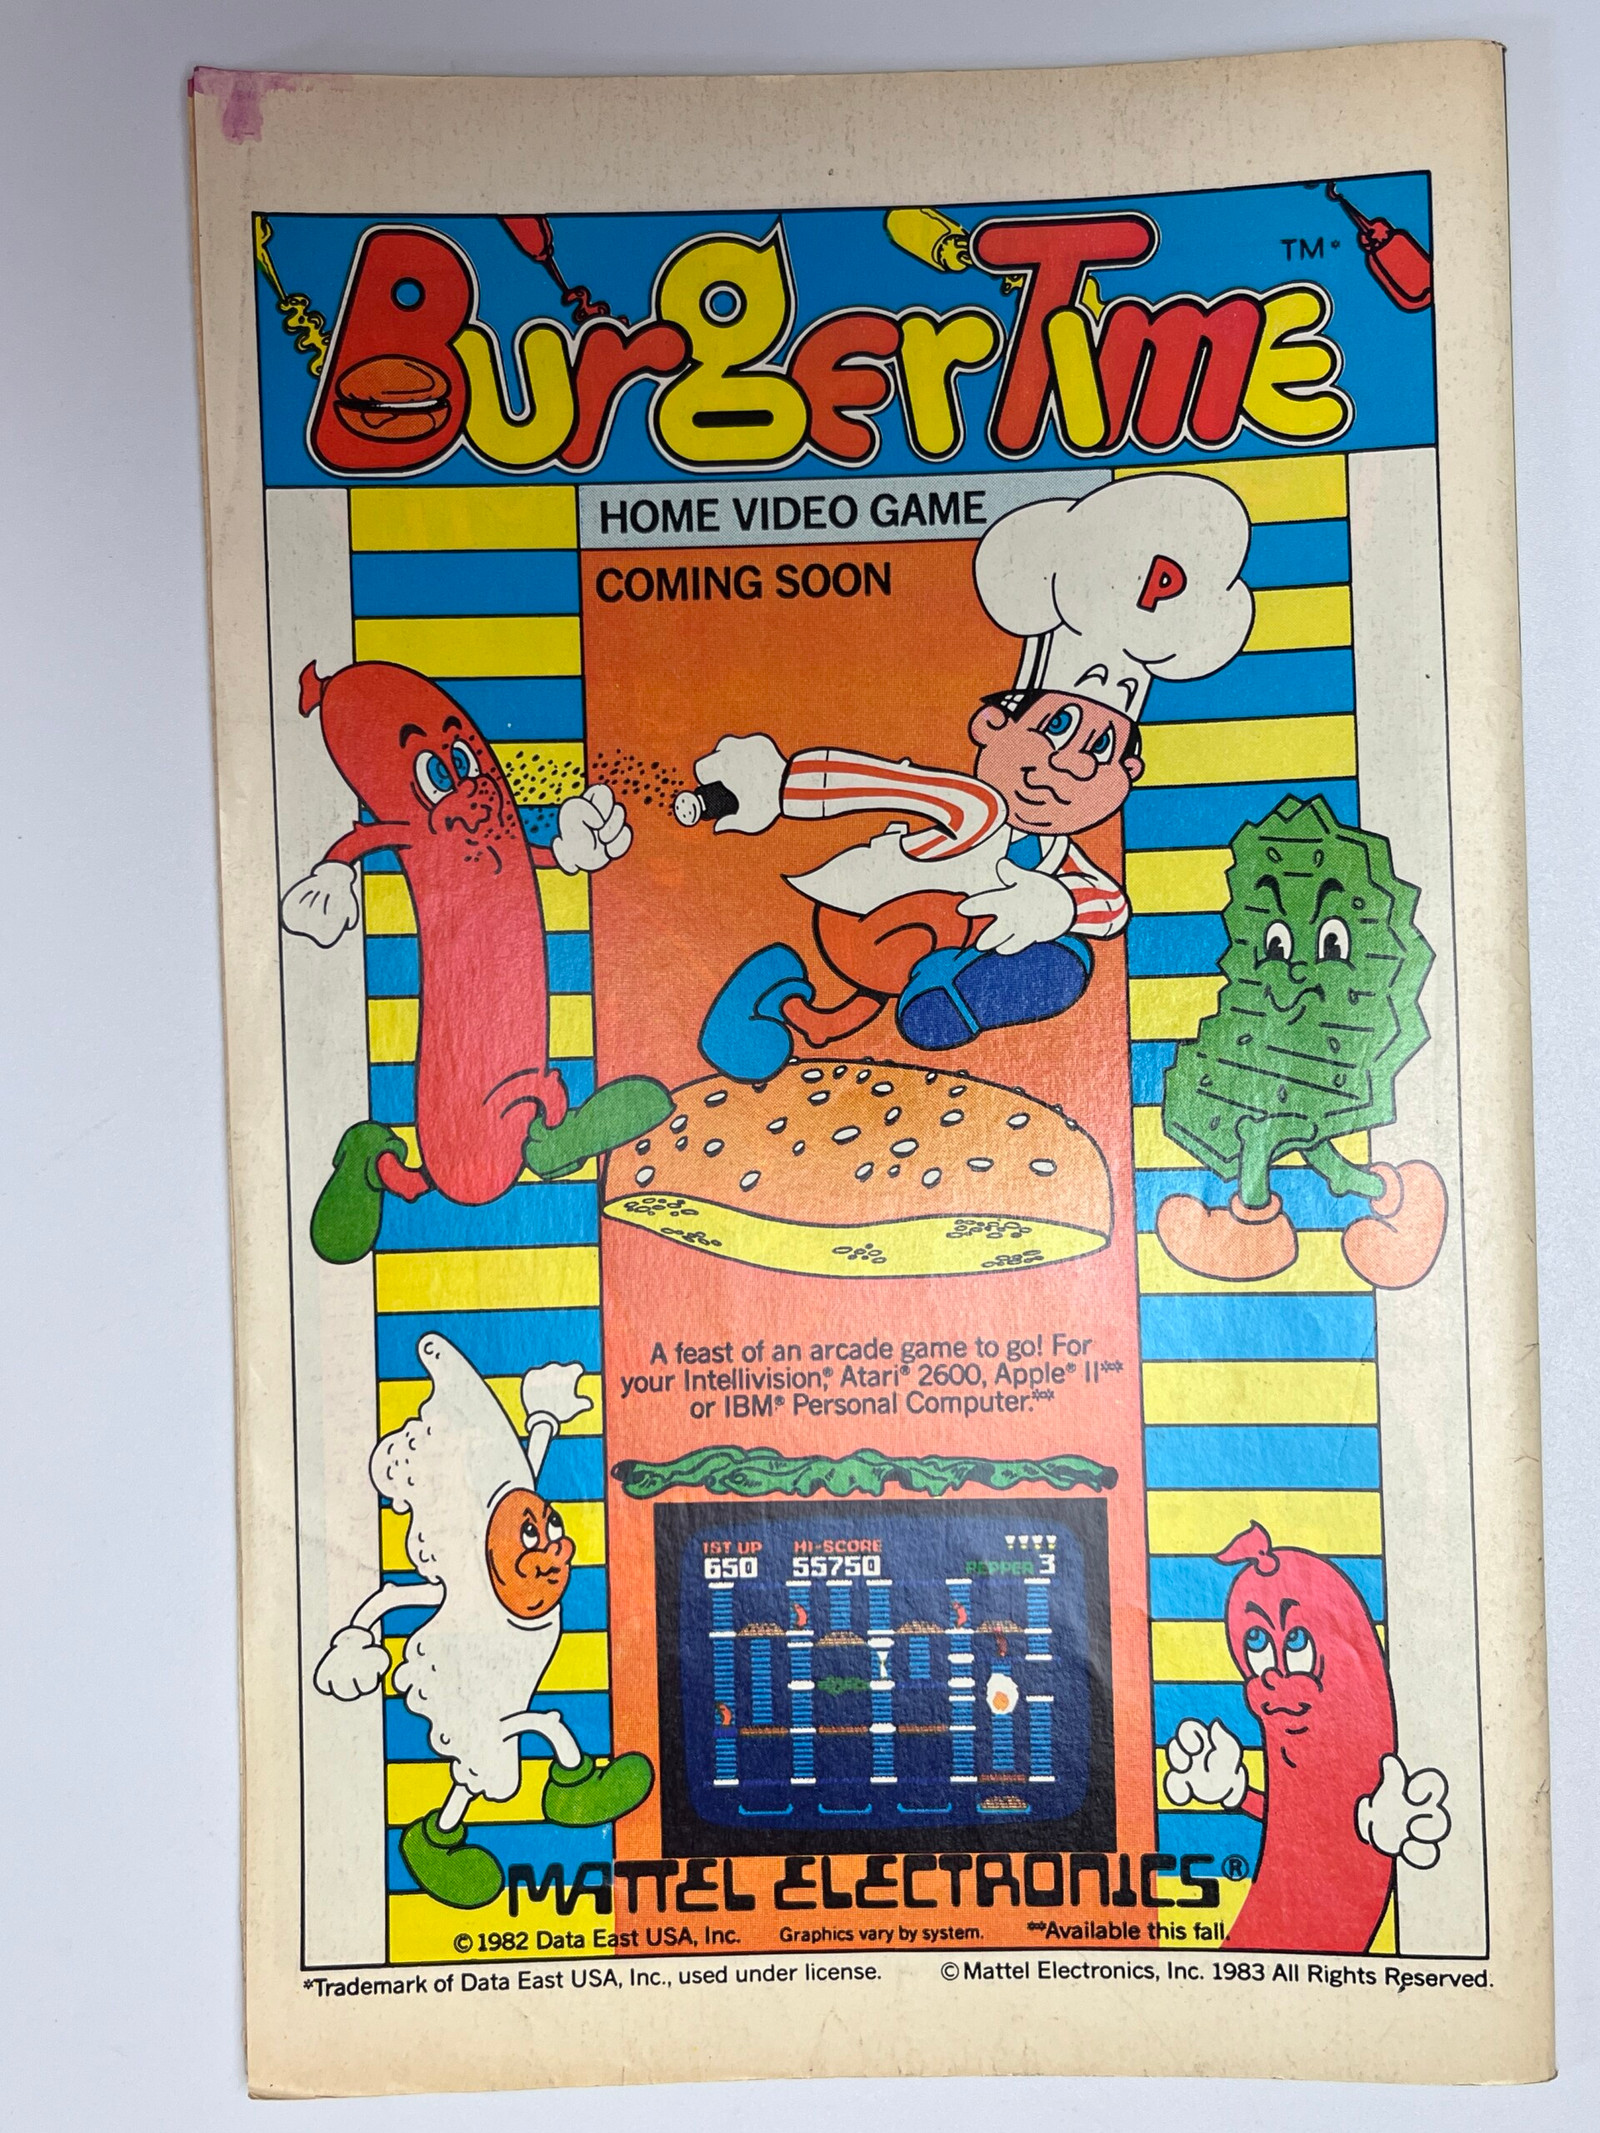 BurgerTime TM*
HOME VIDEO GAME
COMING SOON
P
A feast of an arcade game to go! For
your Intellivision,® Atari® 2600, Apple® II**
or IBM® Personal Computer.**
1ST UP HI-SCORE
650 55750 PEPPER 3
MATTEL ELECTRONICS®
© 1982 Data East USA, Inc. Graphics vary by system. **Available this fall.
*Trademark of Data East USA, Inc., used under license. © Mattel Electronics, Inc. 1983 All Rights Reserved.